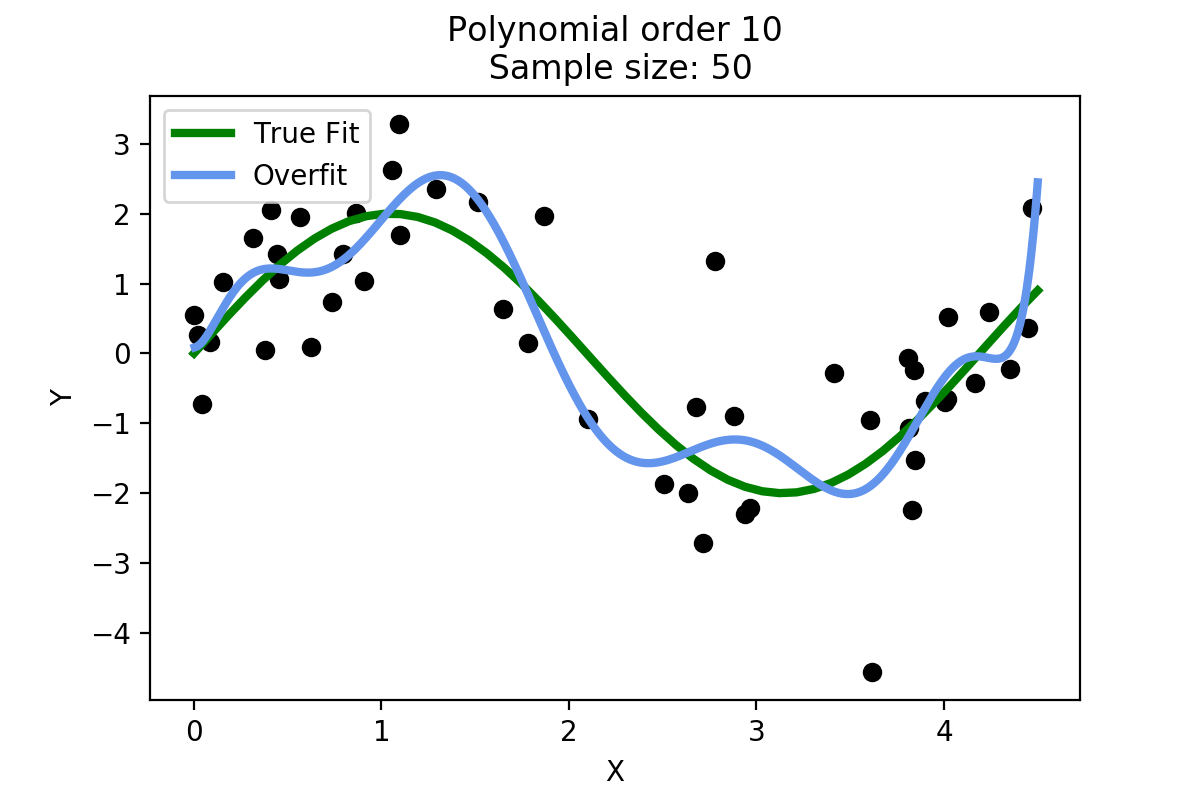 Polynomial order 10
Sample size: 50
True Fit
Overfit
3
2
1
0
−1
−2
−3
−4
Y
0 1 2 3 4
X